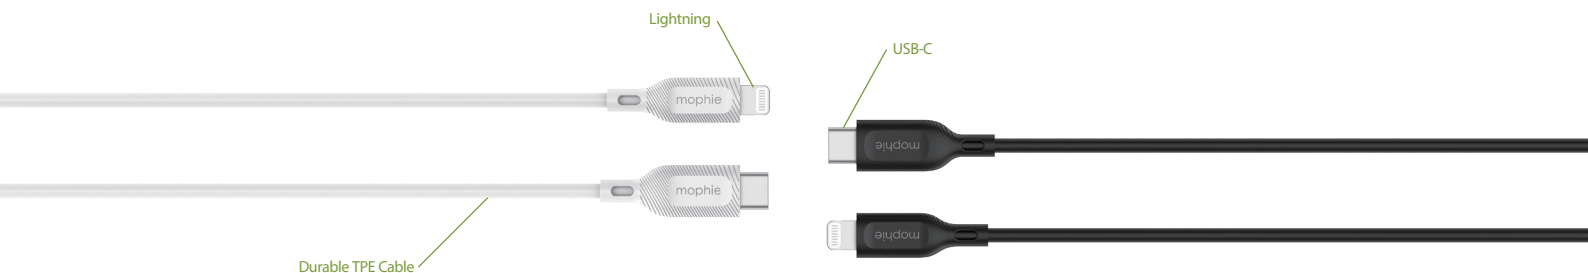 Lightning
USB-C
mophie
mophie
mophie
mophie
Durable TPE Cable